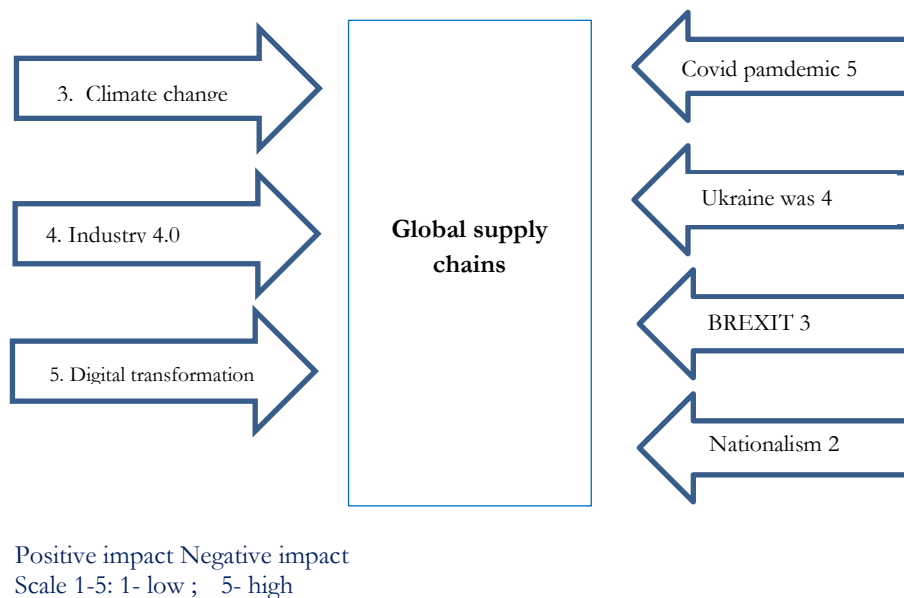 3. Climate change
4. Industry 4.0
5. Digital transformation
Global supply
chains
Covid pamdemic 5
Ukraine was 4
BREXIT 3
Nationalism 2
Positive impact Negative impact
Scale 1-5: 1- low ; 5- high